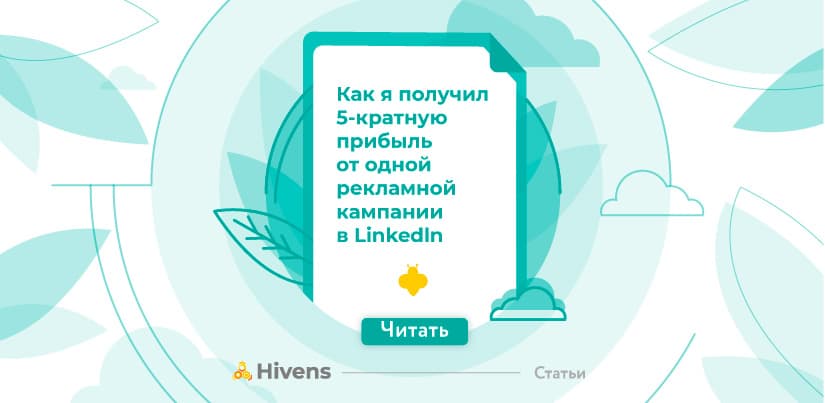 Как я получил
5-кратную
прибыль
от одной
рекламной
кампании
в LinkedIn
Читать
Hivens
Статьи